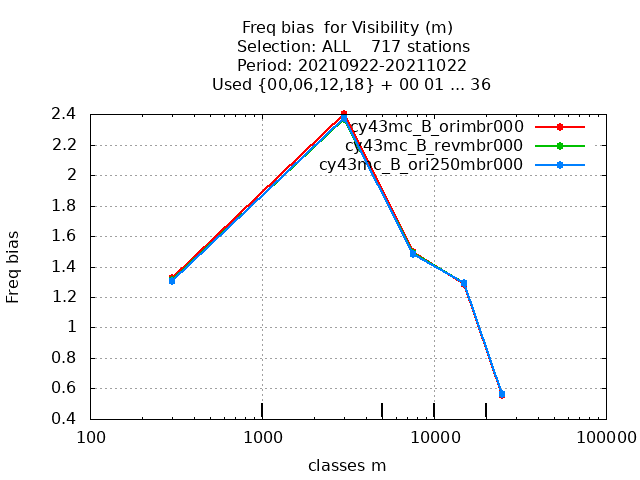 Freq bias  for Visibility (m)
Selection: ALL    717 stations
Period: 20210922-20211022
Used {00,06,12,18} + 00 01 ... 36
cy43mc_B_orimbr000
cy43mc_B_revmbr000
cy43mc_B_ori250mbr000
Freq bias
2.4
2.2
2
1.8
1.6
1.4
1.2
1
0.8
0.6
0.4
100 1000 10000 100000
classes m